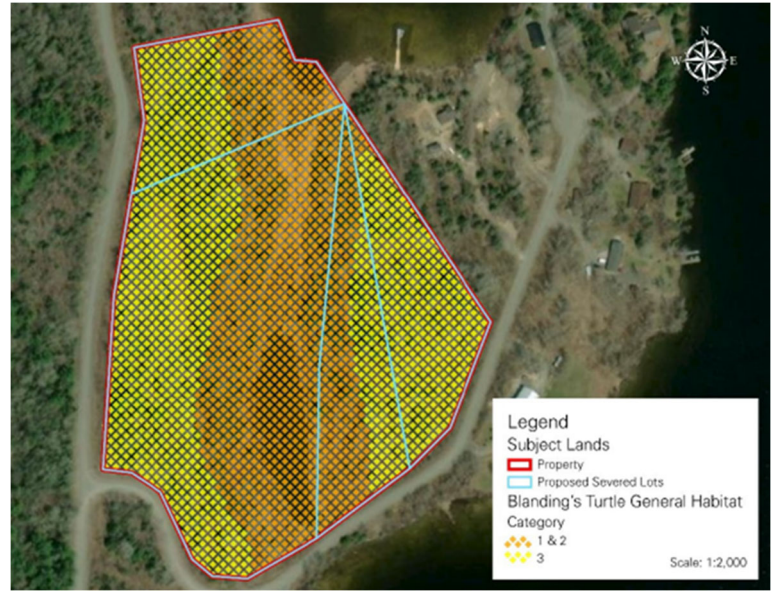 N
W E
S
Legend
Subject Lands
Property
Proposed Severed Lots
Blanding's Turtle General Habitat
Category
1 & 2
3
Scale: 1:2,000